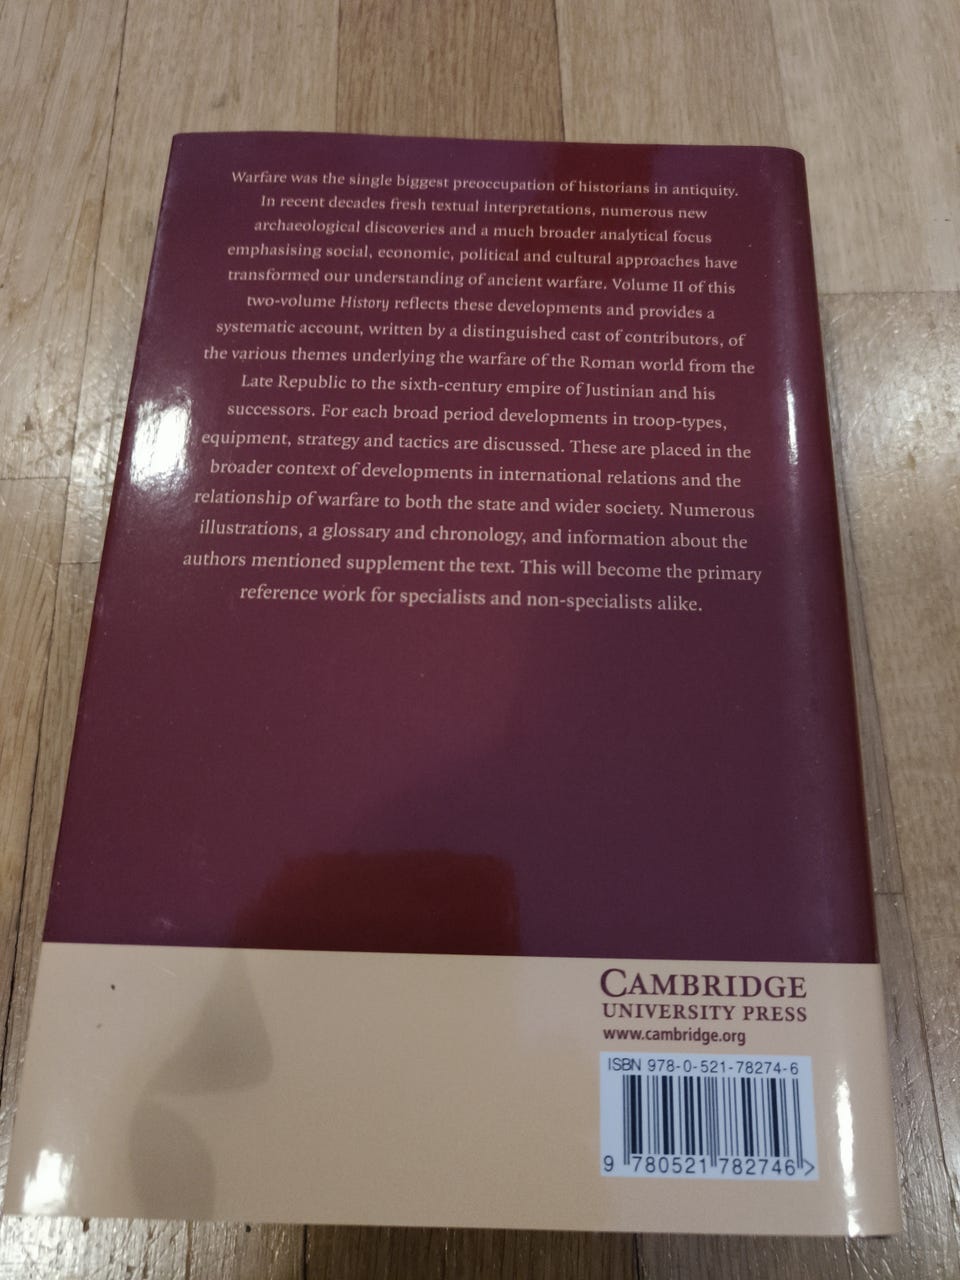 Warfare was the single biggest preoccupation of historians in antiquity.
In recent decades fresh textual interpretations, numerous new
archaeological discoveries and a much broader analytical focus
emphasising social, economic, political and cultural approaches have
transformed our understanding of ancient warfare. Volume II of this
two-volume History reflects these developments and provides a
systematic account, written by a distinguished cast of contributors, of
the various themes underlying the warfare of the Roman world from the
Late Republic to the sixth-century empire of Justinian and his
successors. For each broad period developments in troop-types,
equipment, strategy and tactics are discussed. These are placed in the
broader context of developments in international relations and the
relationship of warfare to both the state and wider society. Numerous
illustrations, a glossary and chronology, and information about the
authors mentioned supplement the text. This will become the primary
reference work for specialists and non-specialists alike.
CAMBRIDGE
UNIVERSITY PRESS
www.cambridge.org
ISBN 978-0-521-78274-6
9 780521 782746 >